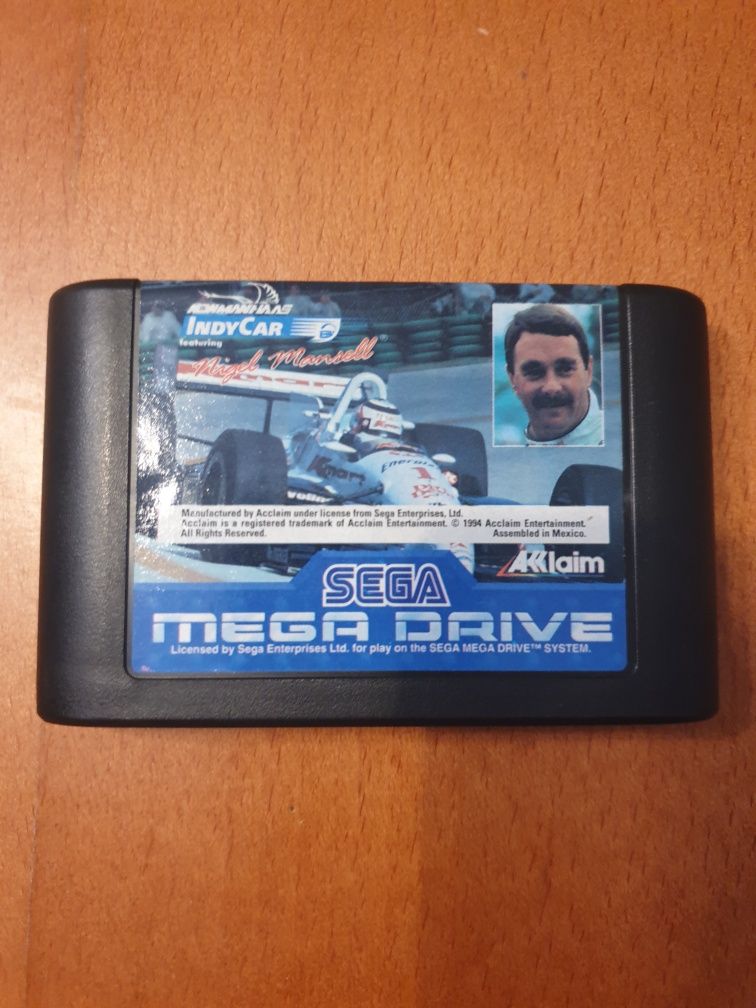 NEWMAN/HAAS
INDYCAR
featuring
Nigel Mansell®
Kmart
Manufactured by Acclaim under license from Sega Enterprises, Ltd.
Acclaim is a registered trademark of Acclaim Entertainment. © 1994 Acclaim Entertainment.
All Rights Reserved. Assembled in Mexico.
AKKlaim
SEGA
MEGA DRIVE
Licensed by Sega Enterprises Ltd. for play on the SEGA MEGA DRIVE™ SYSTEM.